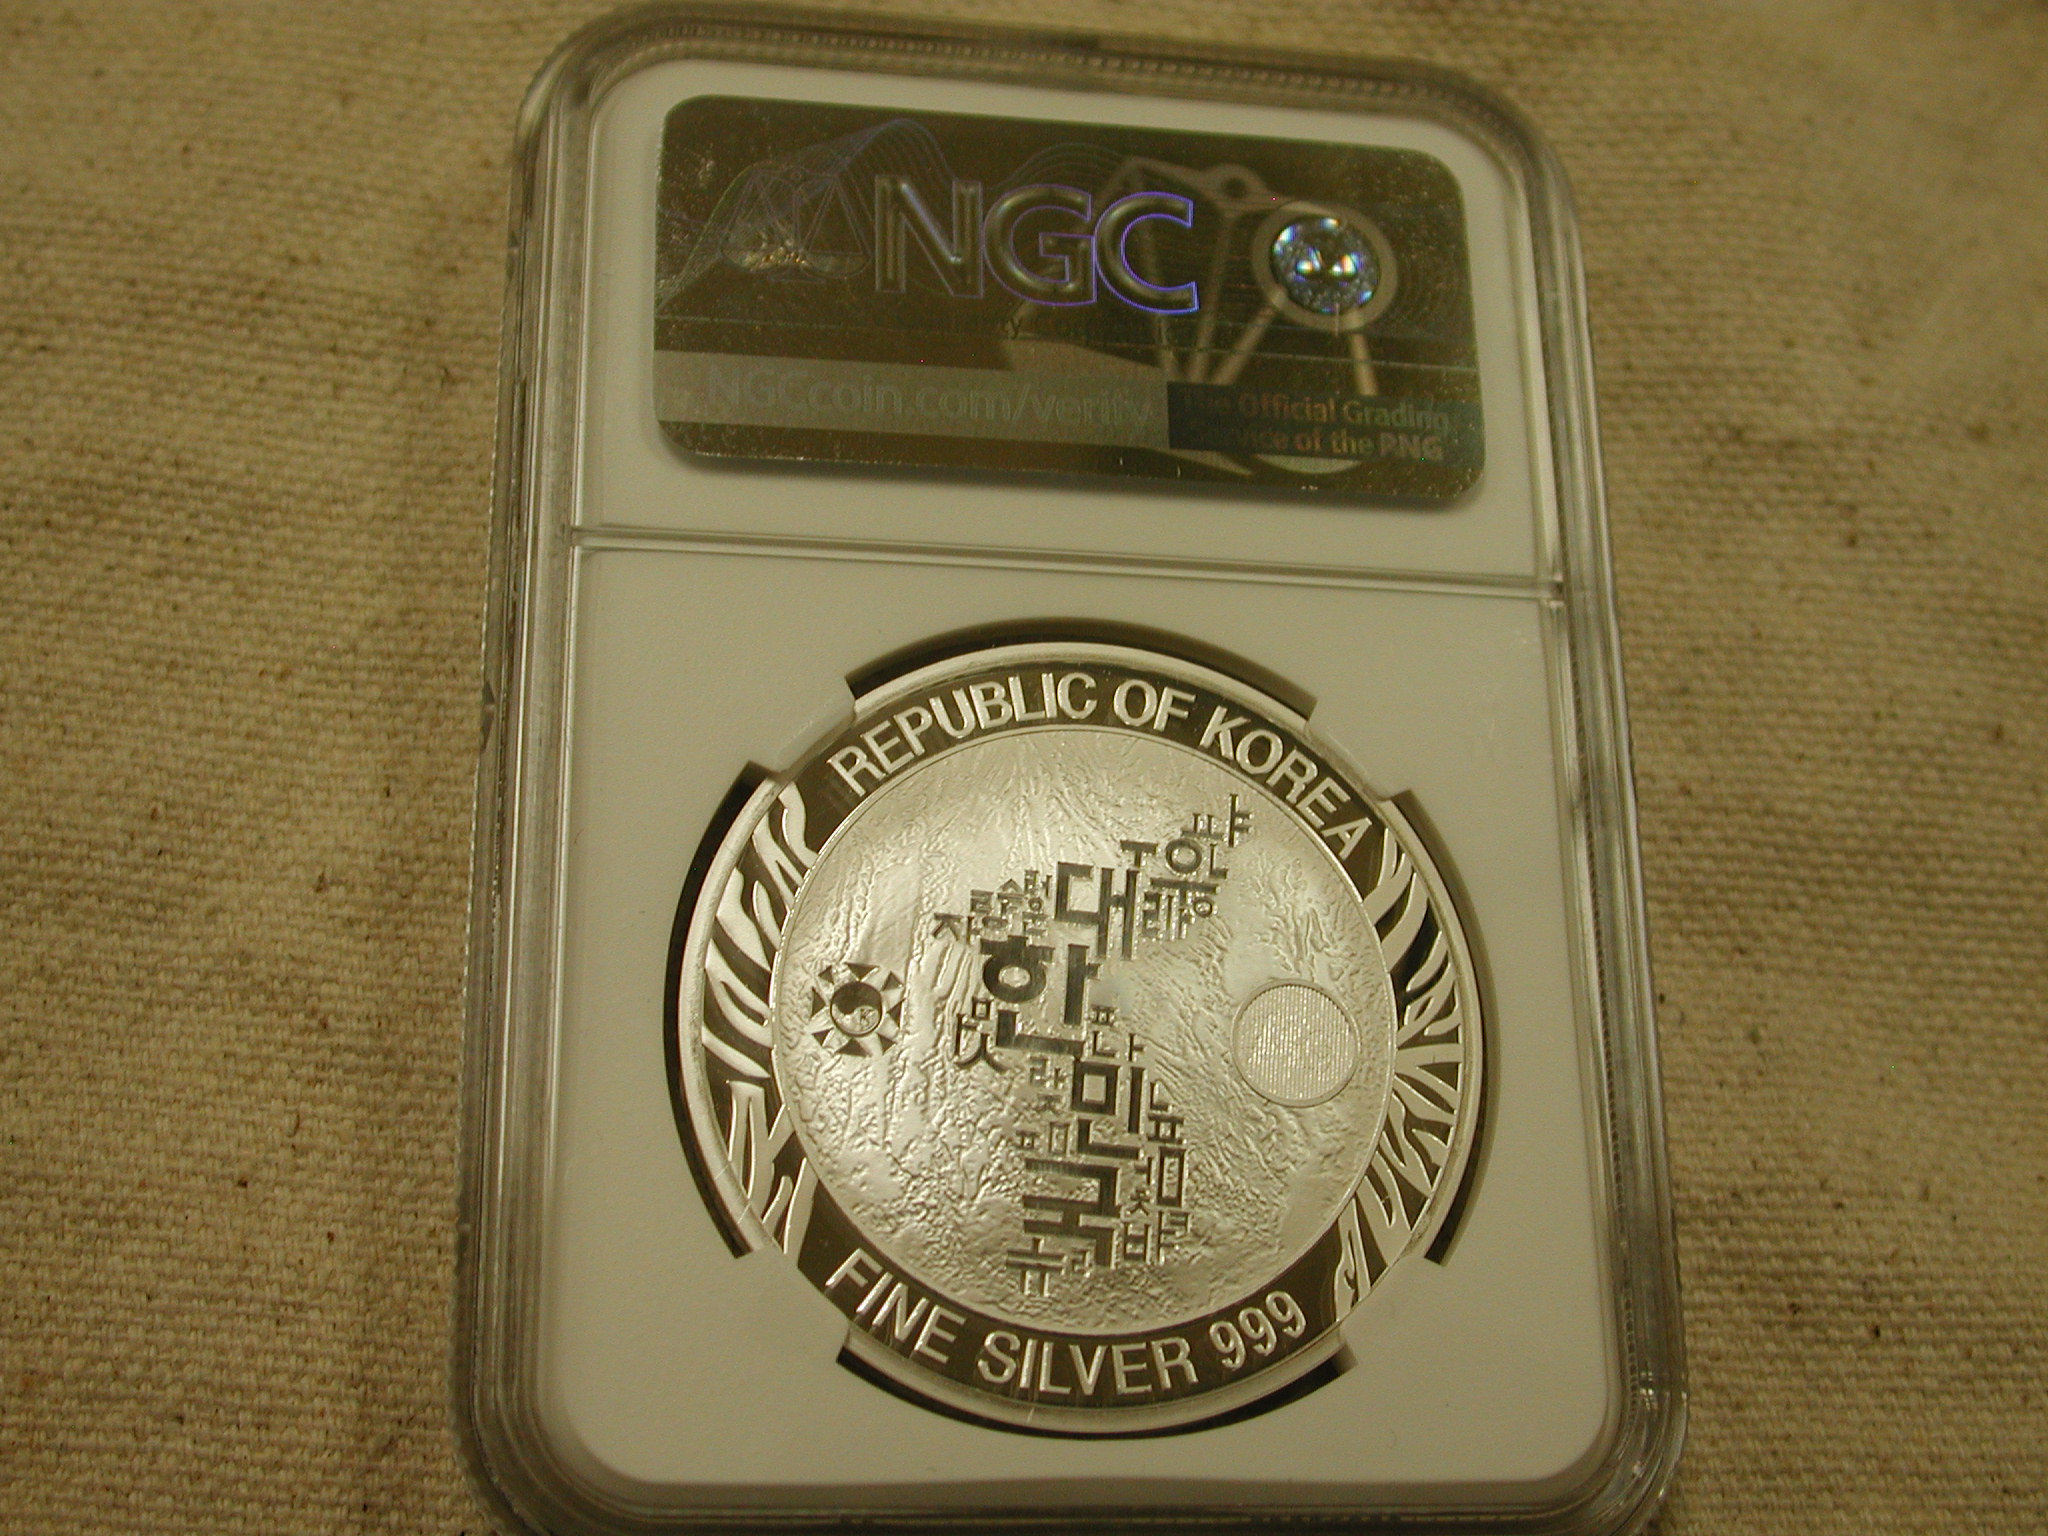 NGC
NGCcoin.com/verify
The Official Grading
Service of the PNG
REPUBLIC OF KOREA
대
한
민
국
FINE SILVER 999